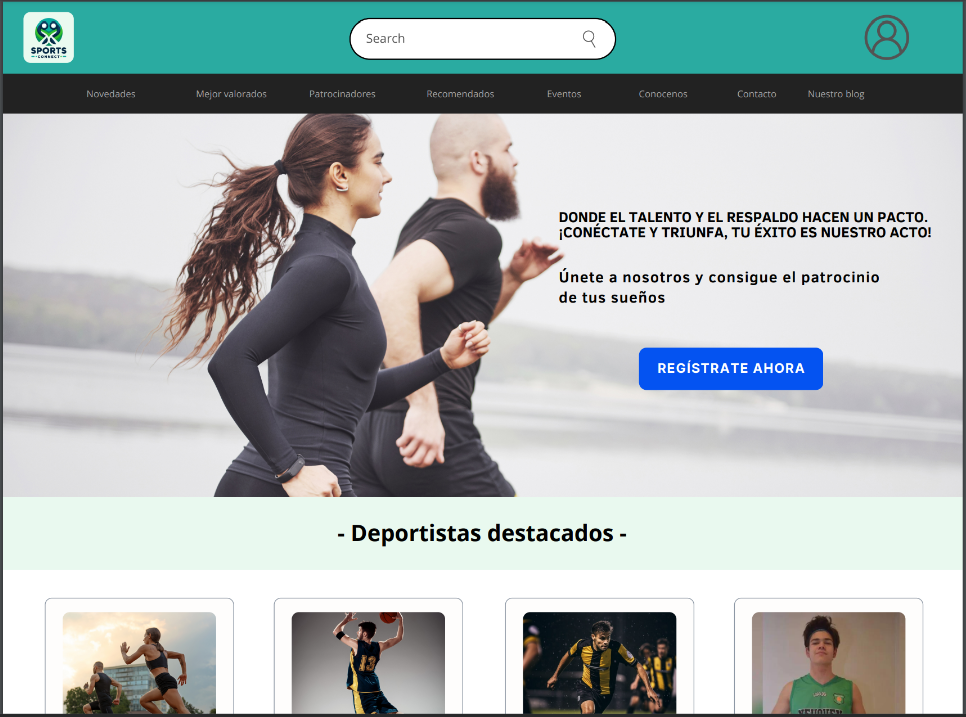 SPORTS
CONNECT
Search
Novedades
Mejor valorados
Patrocinadores
Recomendados
Eventos
Conocenos
Contacto
Nuestro blog
DONDE EL TALENTO Y EL RESPALDO HACEN UN PACTO.
¡CONÉCTATE Y TRIUNFA, TU ÉXITO ES NUESTRO ACTO!
Únete a nosotros y consigue el patrocinio
de tus sueños
REGÍSTRATE AHORA
- Deportistas destacados -
13